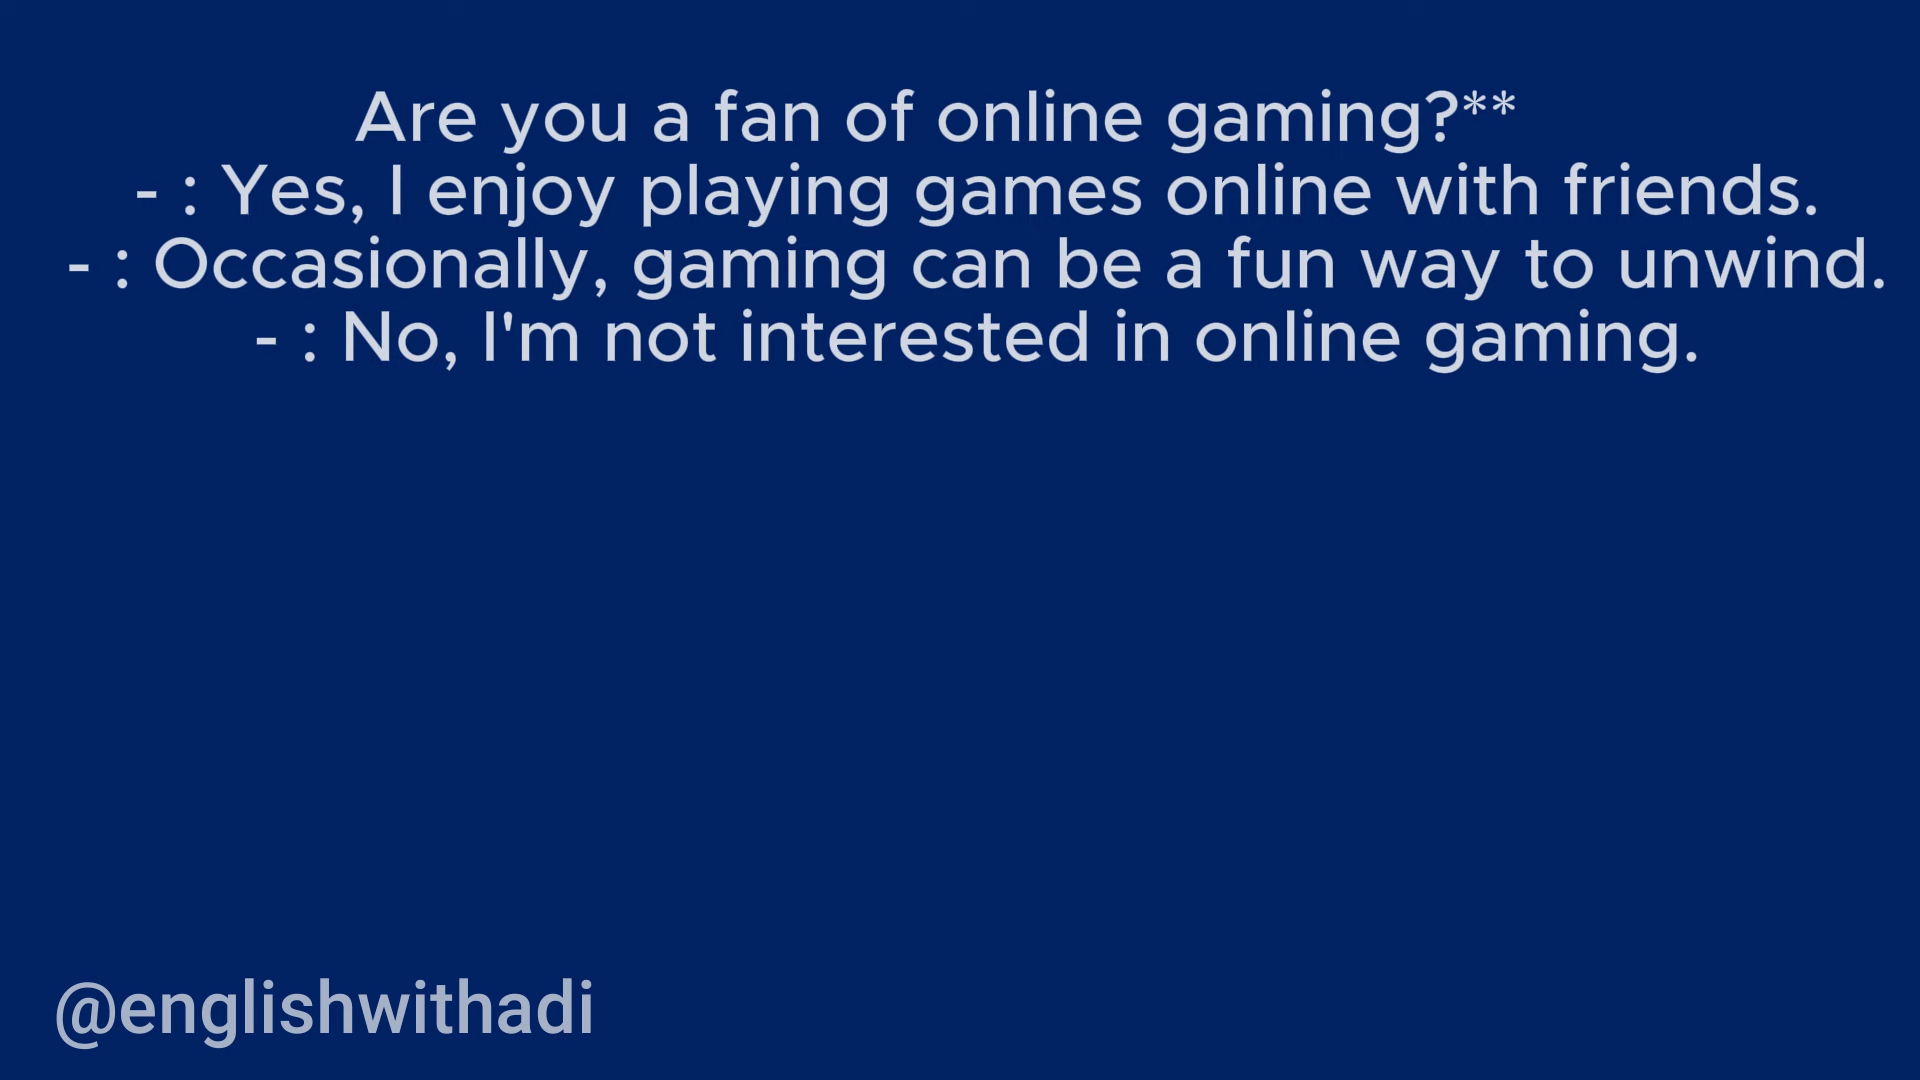 Are you a fan of online gaming?**
- : Yes, I enjoy playing games online with friends.
- : Occasionally, gaming can be a fun way to unwind.
- : No, I'm not interested in online gaming.
@englishwithadi